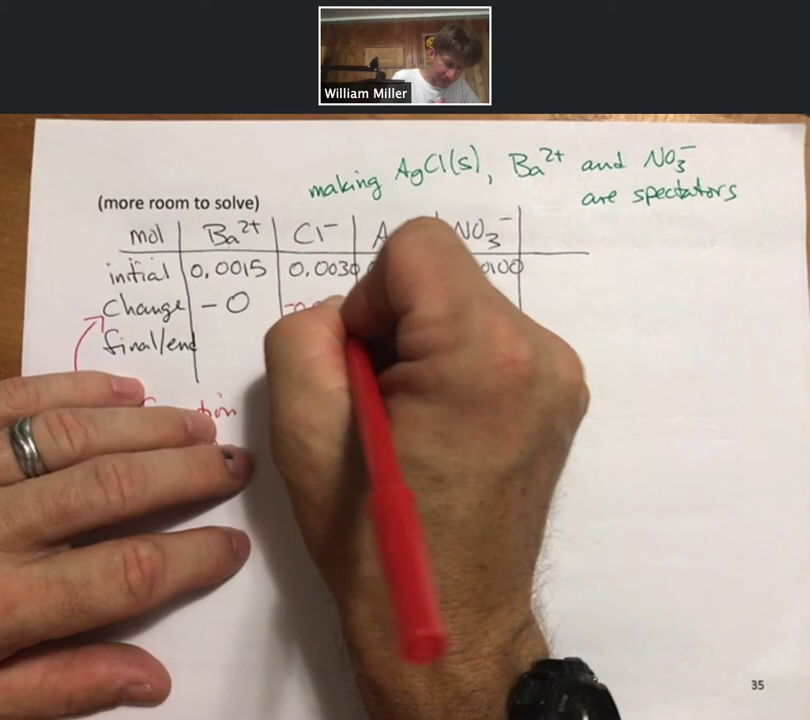 William Miller
making AgCl(s), Ba²⁺ and NO₃⁻
are spectators
(more room to solve)
mol Ba²⁺ Cl⁻ NO₃⁻
initial 0.0015 0.0030
Change - 0
final/end
35